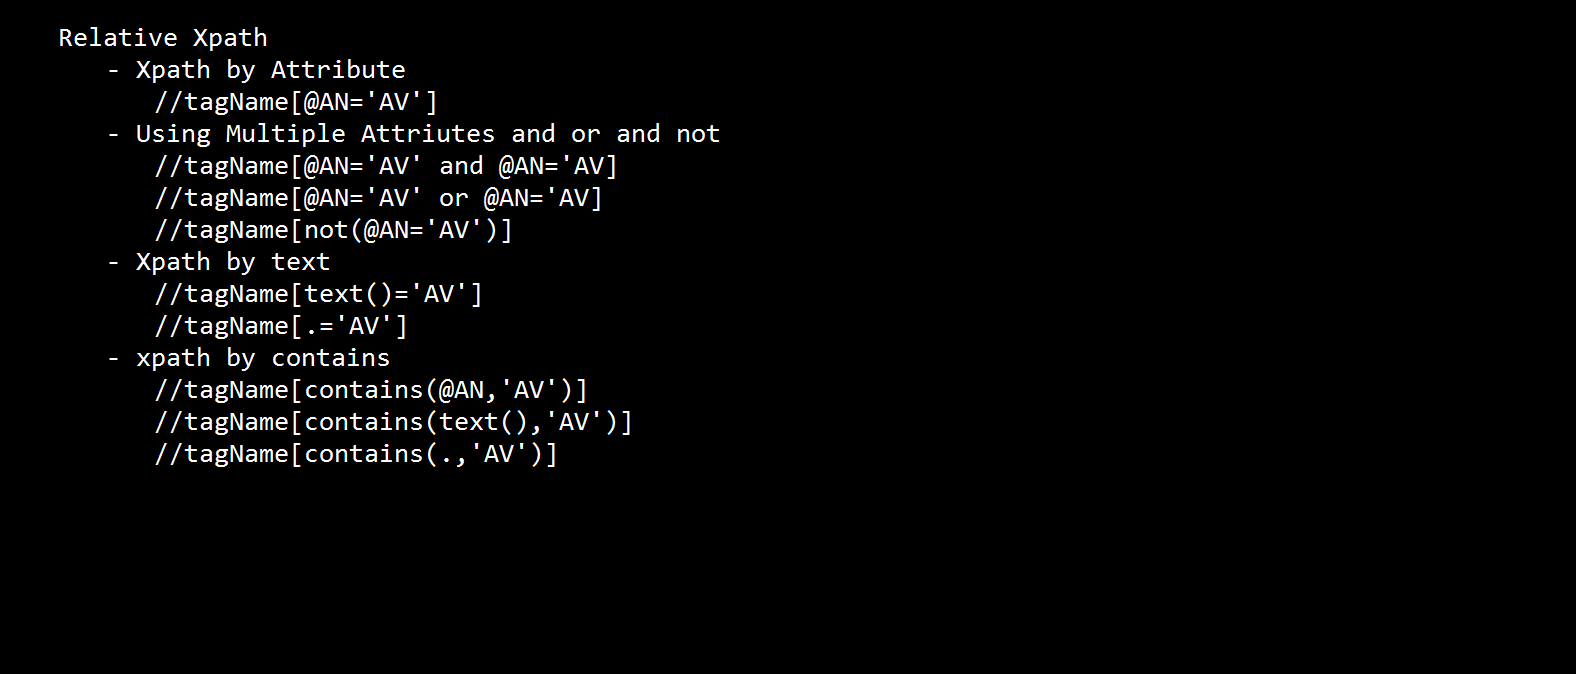 Relative Xpath
- Xpath by Attribute
//tagName[@AN='AV']
- Using Multiple Attriutes and or and not
//tagName[@AN='AV' and @AN='AV]
//tagName[@AN='AV' or @AN='AV]
//tagName[not(@AN='AV')]
- Xpath by text
//tagName[text()='AV']
//tagName[.='AV']
- xpath by contains
//tagName[contains(@AN,'AV')]
//tagName[contains(text(),'AV')]
//tagName[contains(.,'AV')]